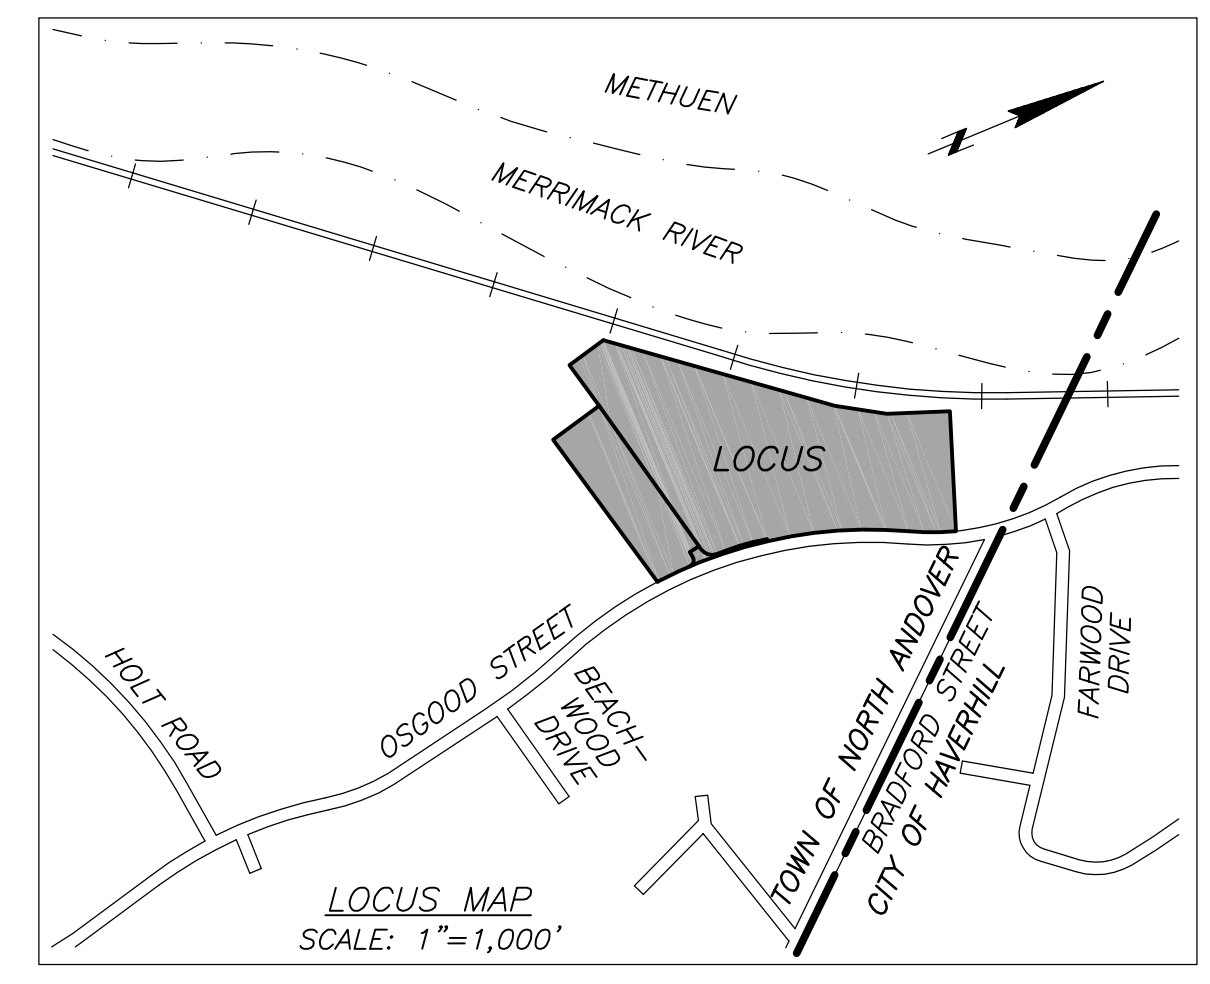 METHUEN
N
MERRIMACK RIVER
LOCUS
HOLT ROAD
OSGOOD STREET
BEACH-
WOOD
DRIVE
TOWN OF NORTH ANDOVER
BRADFORD STREET
CITY OF HAVERHILL
FARWOOD
DRIVE
LOCUS MAP
SCALE: 1"=1,000'